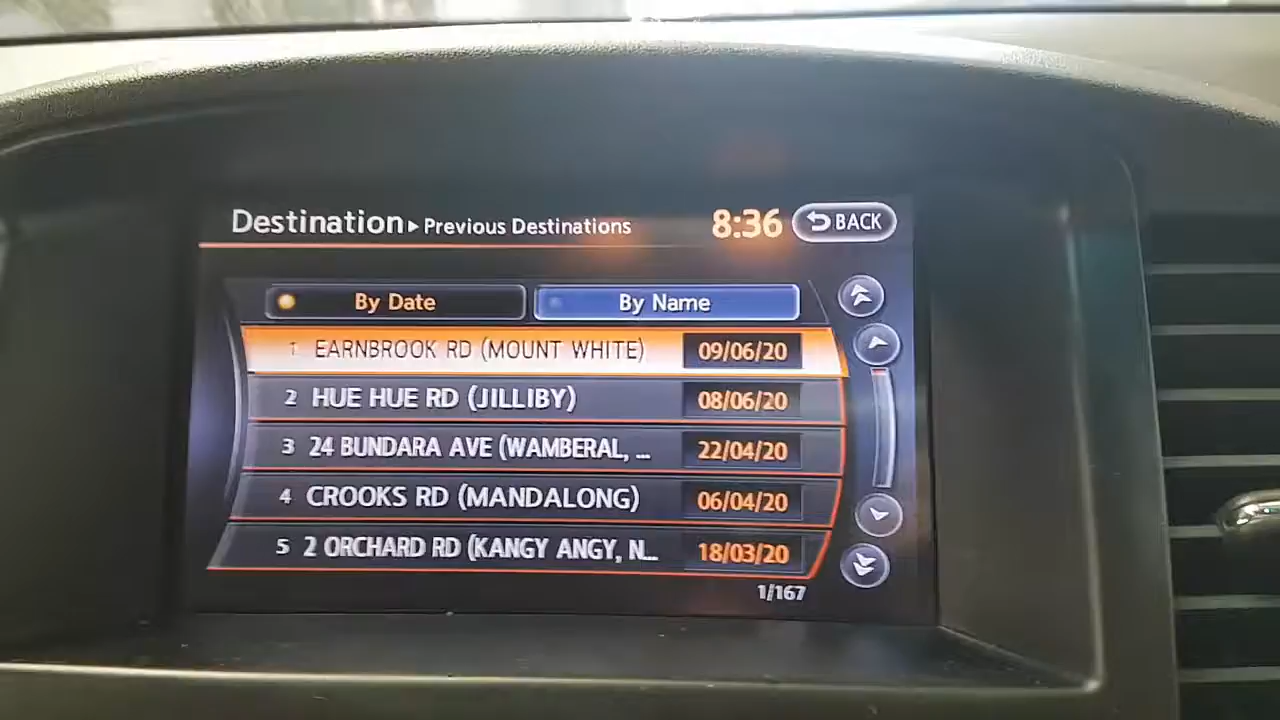 Destination ▸ Previous Destinations 8:36 BACK
By Date By Name
1 EARNBROOK RD (MOUNT WHITE) 09/06/20
2 HUE HUE RD (JILLIBY) 08/06/20
3 24 BUNDARA AVE (WAMBERAL, ... 22/04/20
4 CROOKS RD (MANDALONG) 06/04/20
5 2 ORCHARD RD (KANGY ANGY, N... 18/03/20
1/167